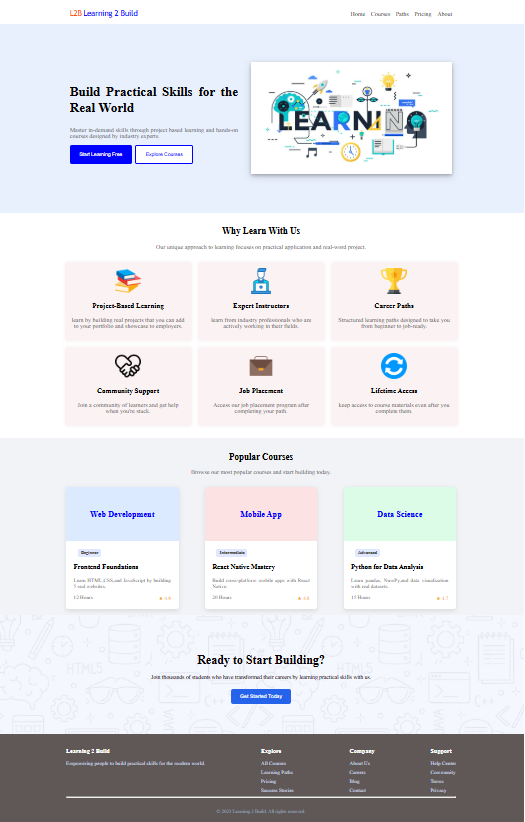 L2B Learning 2 Build
Home Courses Paths Pricing About
Build Practical Skills for the
Real World
Master in-demand skills through project based learning and hands-on
courses designed by industry experts.
Start Learning Free
Explore Courses
LEARNING
Why Learn With Us
Our unique approach to learning focuses on practical application and real-word project.
Project-Based Learning
learn by building real projects that you can add
to your portfolio and showcase to employers.
Expert Instructors
learn from industry professionals who are
actively working in their fields.
Career Paths
Structured learning paths designed to take you
from beginner to job-ready.
Community Support
Join a community of learners and get help
when you're stuck.
Job Placement
Access our job placement program after
completing your path.
Lifetime Access
keep access to course materials even after you
complete them.
Popular Courses
Browse our most popular courses and start building today.
Web Development
Beginner
Frontend Foundations
Learn HTML,CSS,and JavaScript by building
5 real websites.
12 Hours ★ 4.9
Mobile App
Intermediate
React Native Mastery
Build cross-platform mobile apps with React
Native.
20 Hours ★ 4.8
Data Science
Advanced
Python for Data Analysis
Learn pandas, NumPy,and data visualization
with real datasets.
15 Hours ★ 4.7
HTML5
HTML5
Ready to Start Building?
Join thousands of students who have transformed their careers by learning practical skills with us.
Get Started Today
Learning 2 Build
Empowering people to build practical skills for the modern world.
Explore
All Courses
Learning Paths
Pricing
Success Stories
Company
About Us
Careers
Blog
Contact
Support
Help Center
Community
Terms
Privacy
© 2023 Learning 2 Build. All rights reserved.